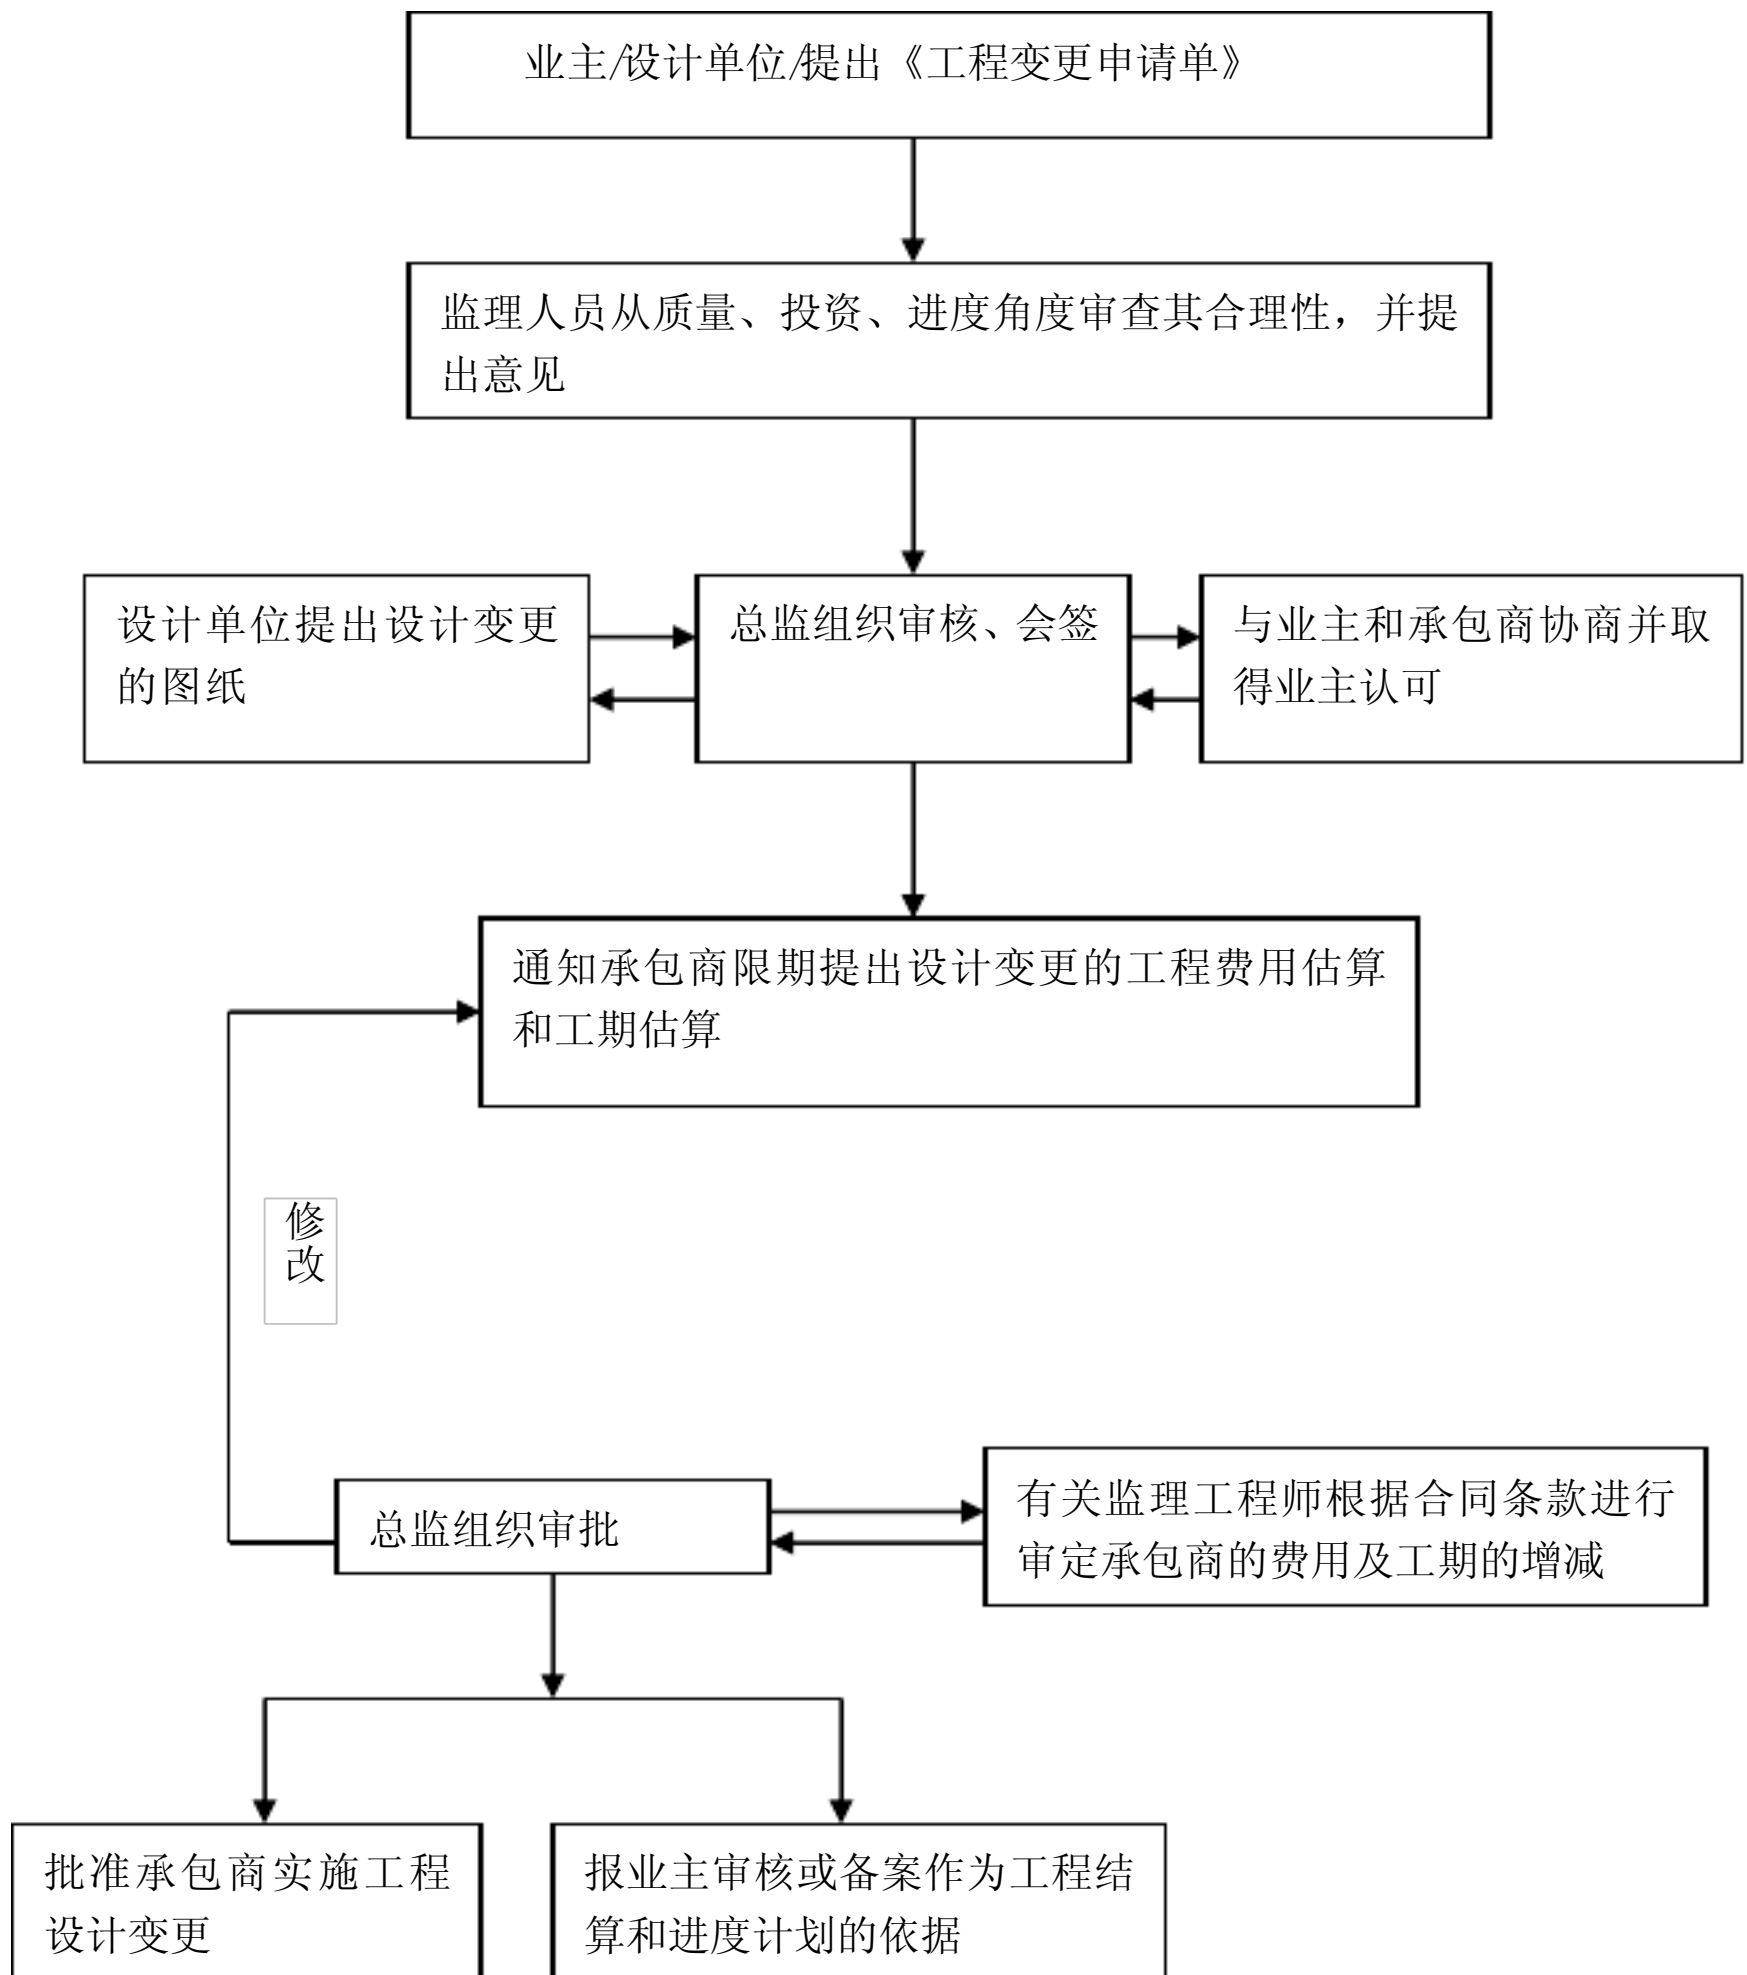 业主/设计单位/提出《工程变更申请单》
监理人员从质量、投资、进度角度审查其合理性，并提
出意见
设计单位提出设计变更
的图纸
总监组织审核、会签
与业主和承包商协商并取
得业主认可
通知承包商限期提出设计变更的工程费用估算
和工期估算
修
改
总监组织审批
有关监理工程师根据合同条款进行
审定承包商的费用及工期的增减
批准承包商实施工程
设计变更
报业主审核或备案作为工程结
算和进度计划的依据